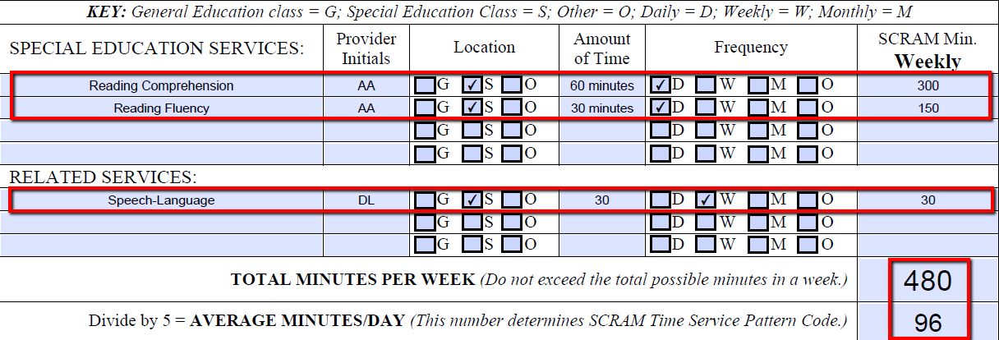 KEY: General Education class = G; Special Education Class = S; Other = O; Daily = D; Weekly = W; Monthly = M
SPECIAL EDUCATION SERVICES: Provider Initials Location Amount of Time Frequency SCRAM Min. Weekly
Reading Comprehension AA G ✓ S O 60 minutes ✓ D W M O 300
Reading Fluency AA G ✓ S O 30 minutes ✓ D W M O 150
G S O D W M O
G S O D W M O
RELATED SERVICES:
Speech-Language DL G ✓ S O 30 D ✓ W M O 30
G S O D W M O
G S O D W M O
TOTAL MINUTES PER WEEK (Do not exceed the total possible minutes in a week.) 480
Divide by 5 = AVERAGE MINUTES/DAY (This number determines SCRAM Time Service Pattern Code.) 96